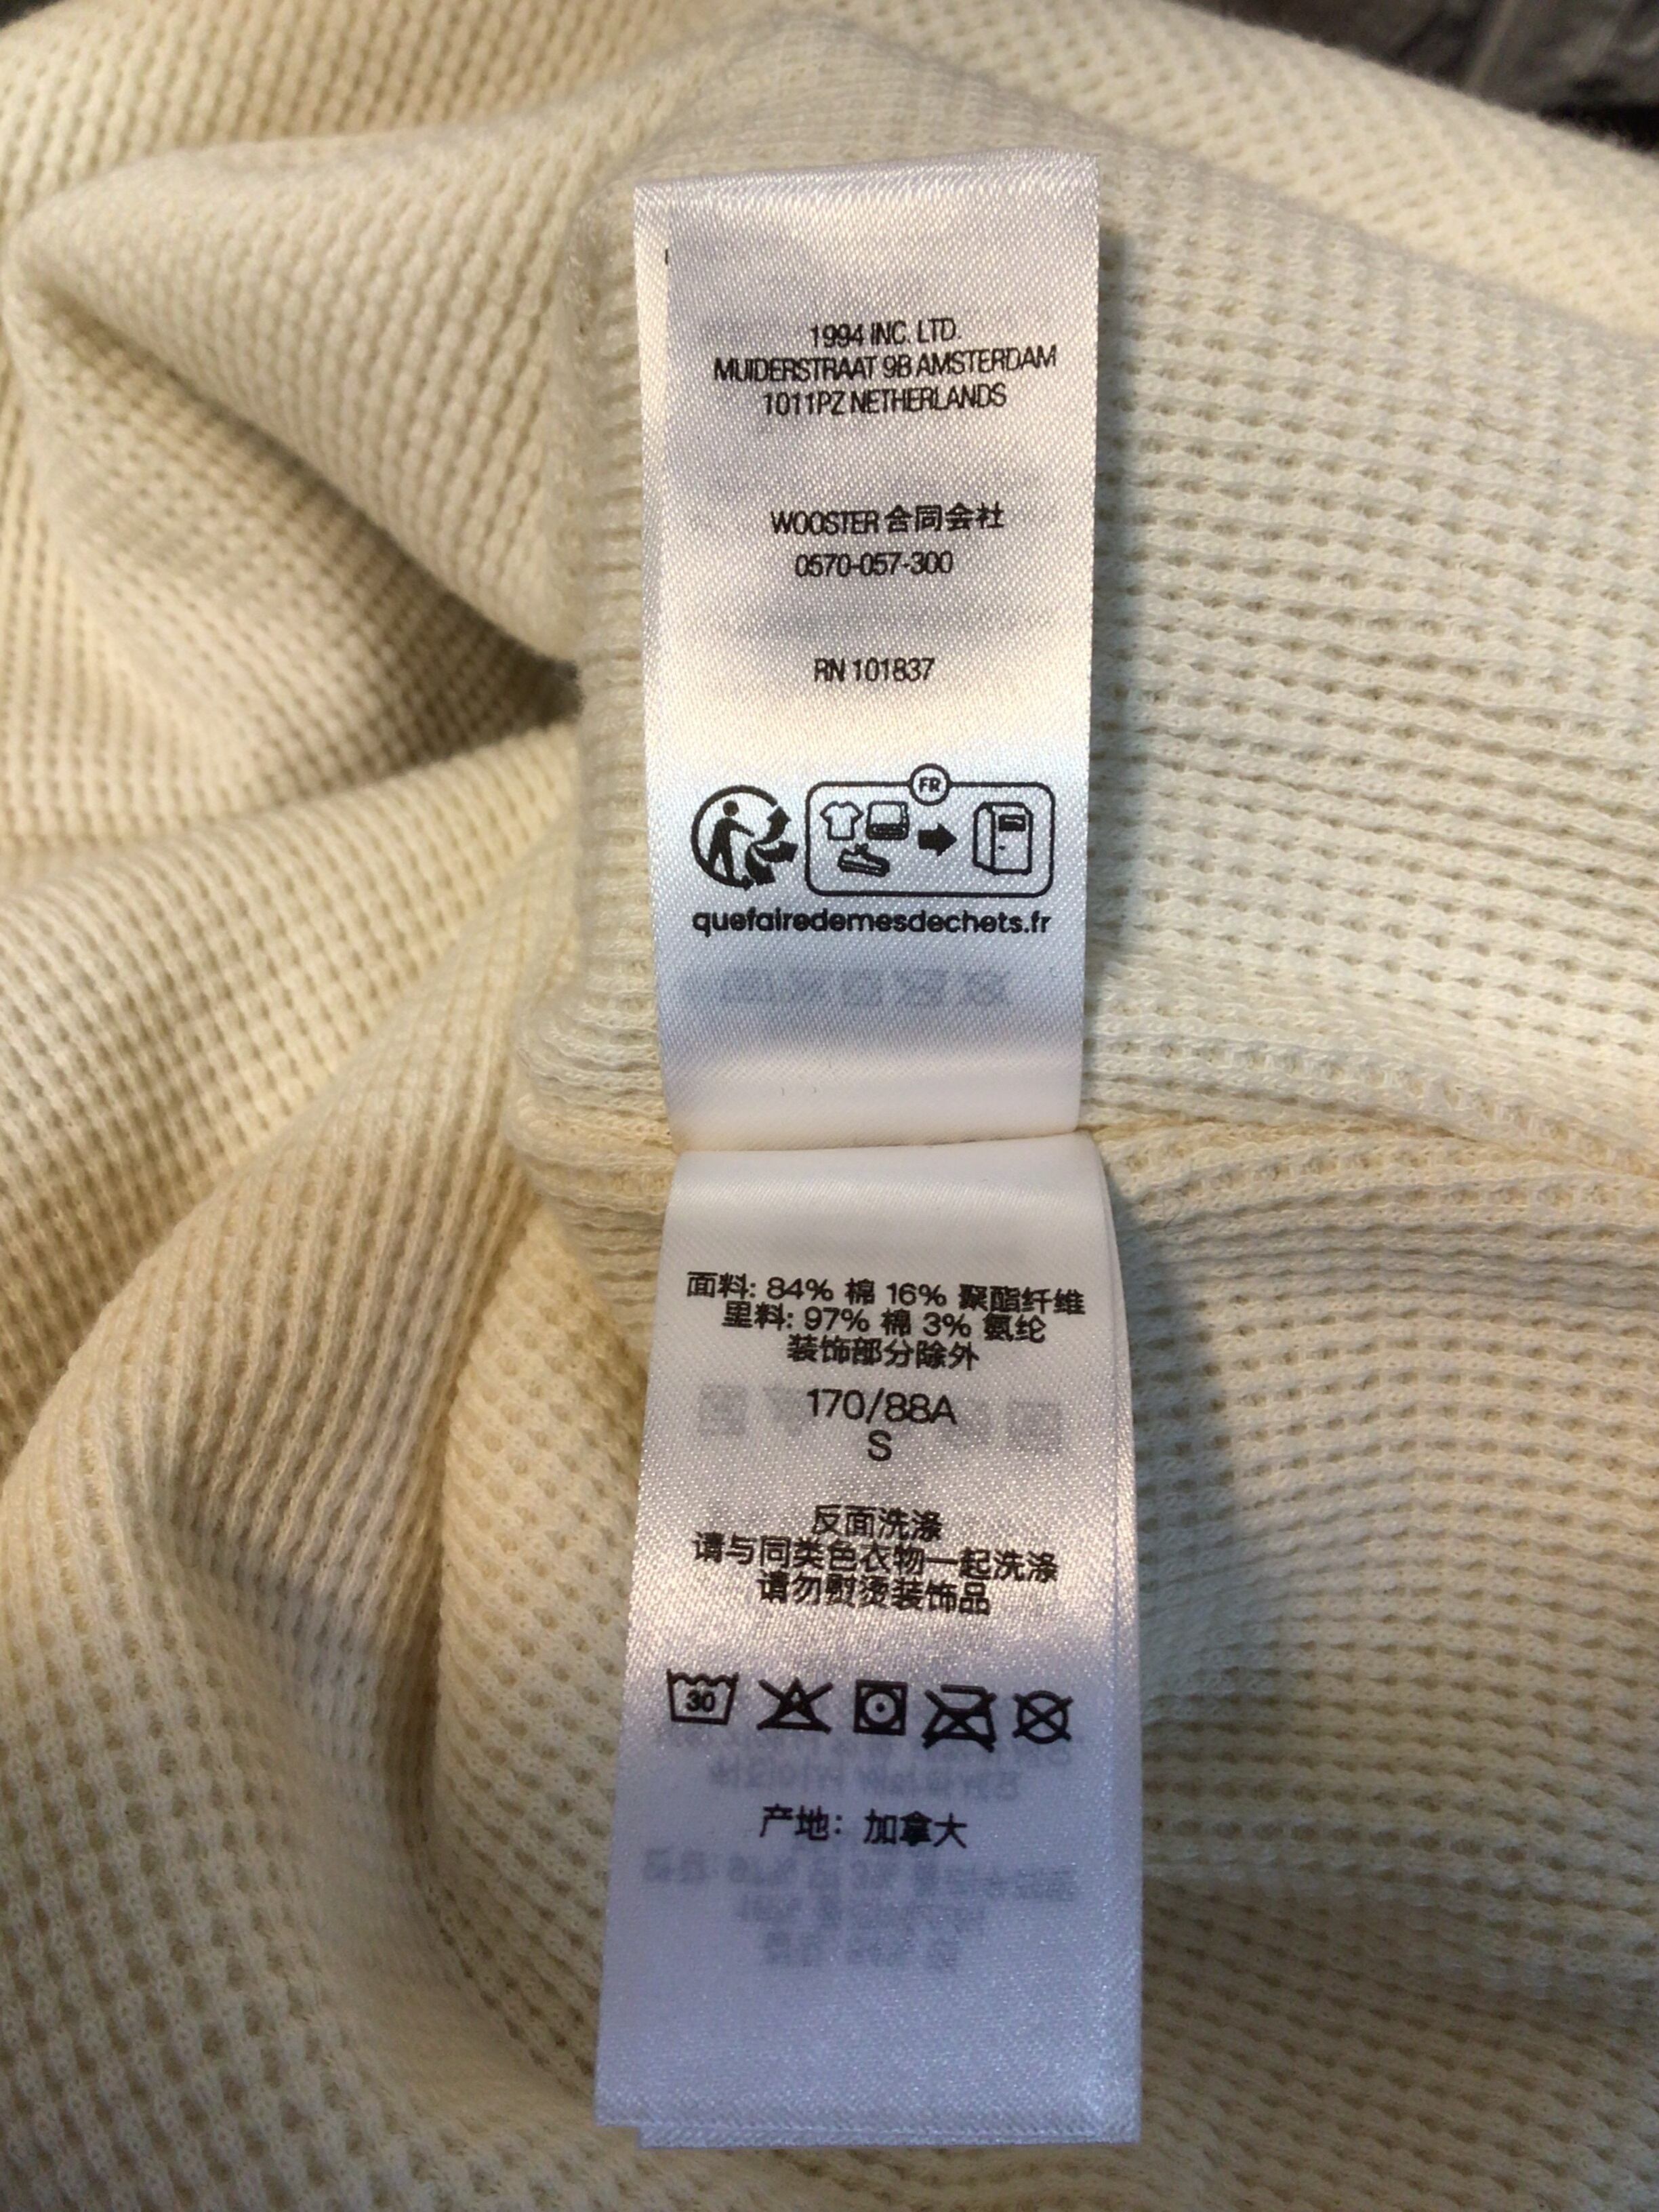 1994 INC. LTD.
MUIDERSTRAAT 9B AMSTERDAM
1011PZ NETHERLANDS
WOOSTER 合同会社
0570-057-300
RN 101837
FR
quefairedemesdechets.fr
面料: 84% 棉 16% 聚酯纤维
里料: 97% 棉 3% 氨纶
装饰部分除外
170/88A
S
反面洗涤
请与同类色衣物一起洗涤
请勿熨烫装饰品
30
产地: 加拿大